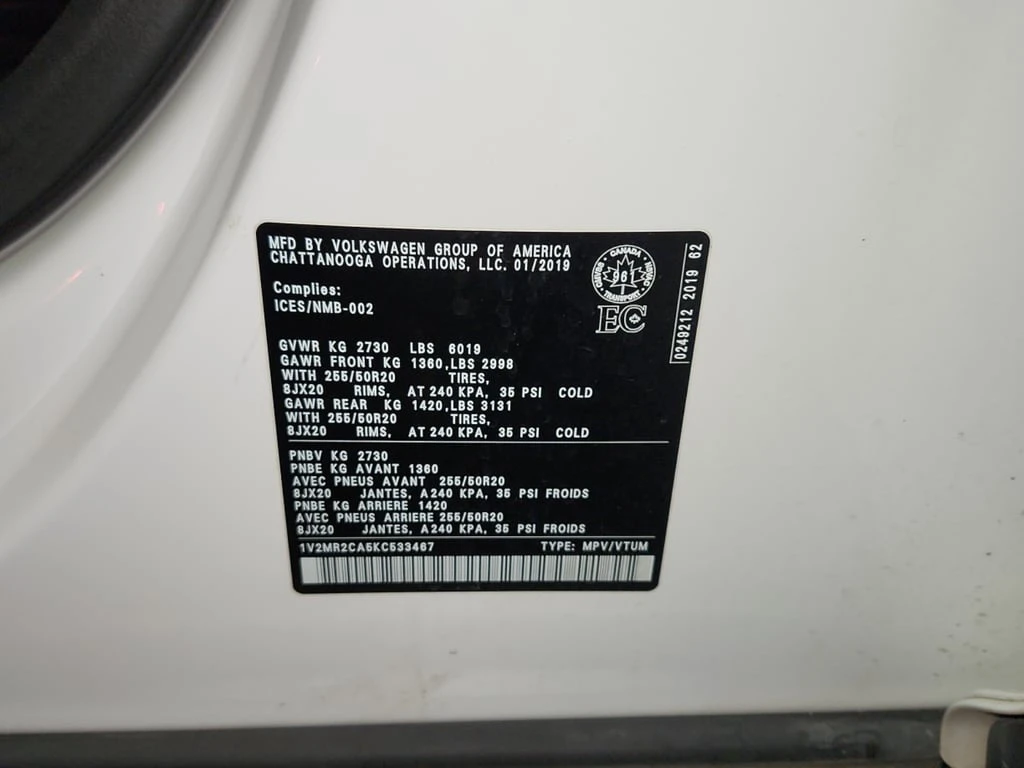 MFD BY VOLKSWAGEN GROUP OF AMERICA
CHATTANOOGA OPERATIONS, LLC. 01/2019
Complies:
ICES/NMB-002
CANADA
961
TRANSPORT
EC
0249212 2019 62
GVWR KG 2730 LBS 6019
GAWR FRONT KG 1360,LBS 2998
WITH 255/50R20 TIRES,
8JX20 RIMS, AT 240 KPA, 35 PSI COLD
GAWR REAR KG 1420,LBS 3131
WITH 255/50R20 TIRES,
8JX20 RIMS, AT 240 KPA, 35 PSI COLD
PNBV KG 2730
PNBE KG AVANT 1360
AVEC PNEUS AVANT 255/50R20
8JX20 JANTES, A 240 KPA, 35 PSI FROIDS
PNBE KG ARRIERE 1420
AVEC PNEUS ARRIERE 255/50R20
8JX20 JANTES, A 240 KPA, 35 PSI FROIDS
1V2MR2CA5KC533467 TYPE: MPV/VTUM